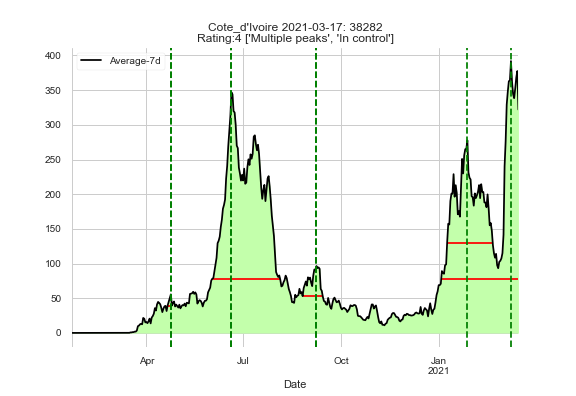 Cote_d'Ivoire 2021-03-17: 38282
Rating:4 ['Multiple peaks', 'In control']
Average-7d
400
350
300
250
200
150
100
50
0
Apr
Jul
Oct
Jan
2021
Date